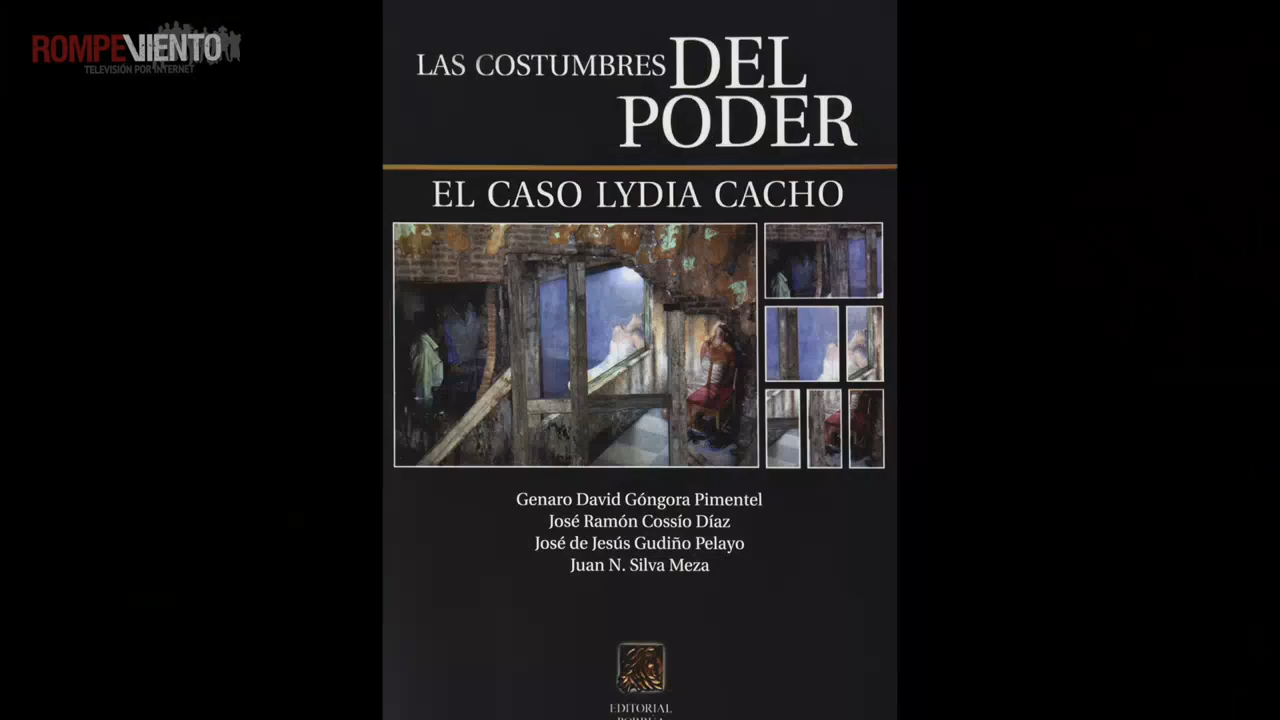 ROMPEVIENTO
TELEVISIÓN POR INTERNET
LAS COSTUMBRES DEL
PODER
EL CASO LYDIA CACHO
Genaro David Góngora Pimentel
José Ramón Cossío Díaz
José de Jesús Gudiño Pelayo
Juan N. Silva Meza
EDITORIAL
PORRÚA